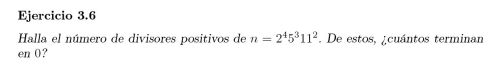 Ejercicio 3.6
Halla el número de divisores positivos de n = 2⁴5³11². De estos, ¿cuántos terminan
en 0?